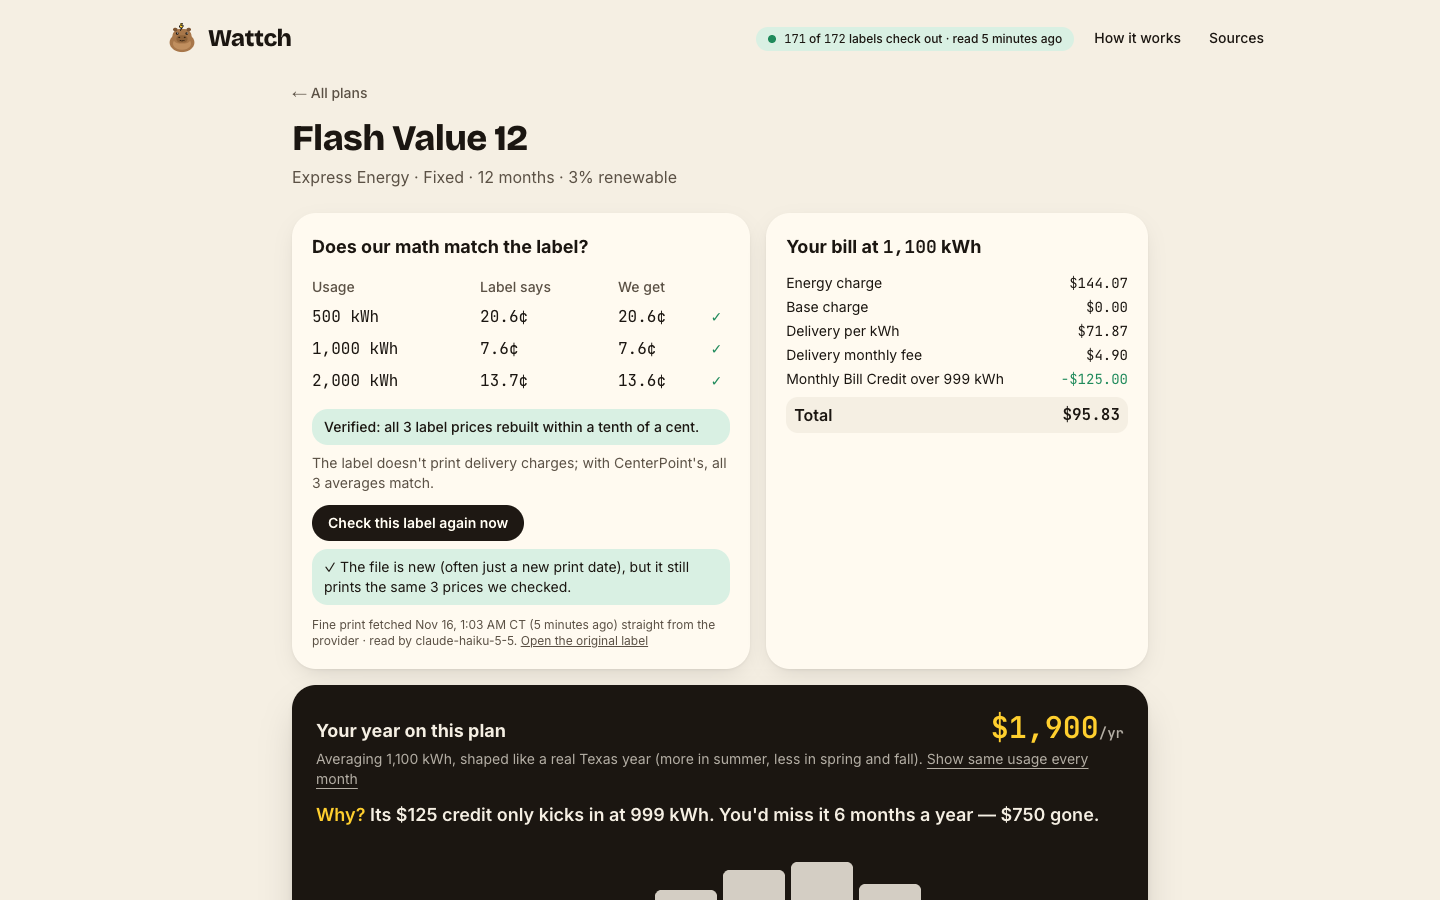 Wattch
171 of 172 labels check out · read 5 minutes ago
How it works
Sources
← All plans
Flash Value 12
Express Energy · Fixed · 12 months · 3% renewable
Does our math match the label?
Usage Label says We get
500 kWh 20.6¢ 20.6¢ ✓
1,000 kWh 7.6¢ 7.6¢ ✓
2,000 kWh 13.7¢ 13.6¢ ✓
Verified: all 3 label prices rebuilt within a tenth of a cent.
The label doesn't print delivery charges; with CenterPoint's, all
3 averages match.
Check this label again now
✓ The file is new (often just a new print date), but it still
prints the same 3 prices we checked.
Fine print fetched Nov 16, 1:03 AM CT (5 minutes ago) straight from the
provider · read by claude-haiku-5-5. Open the original label
Your bill at 1,100 kWh
Energy charge $144.07
Base charge $0.00
Delivery per kWh $71.87
Delivery monthly fee $4.90
Monthly Bill Credit over 999 kWh -$125.00
Total $95.83
Your year on this plan
$1,900/yr
Averaging 1,100 kWh, shaped like a real Texas year (more in summer, less in spring and fall). Show same usage every
month
Why? Its $125 credit only kicks in at 999 kWh. You'd miss it 6 months a year — $750 gone.